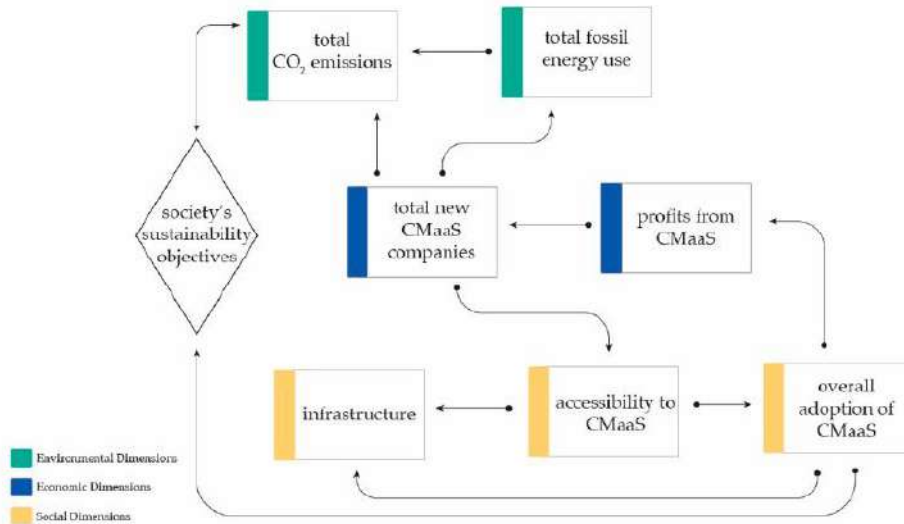 total
CO₂ emissions
total fossil
energy use
society's
sustainability
objectives
total new
CMaaS
companies
profits from
CMaaS
infrastructure
accessibility to
CMaaS
overall
adoption of
CMaaS
Environmental Dimensions
Economic Dimensions
Social Dimensions